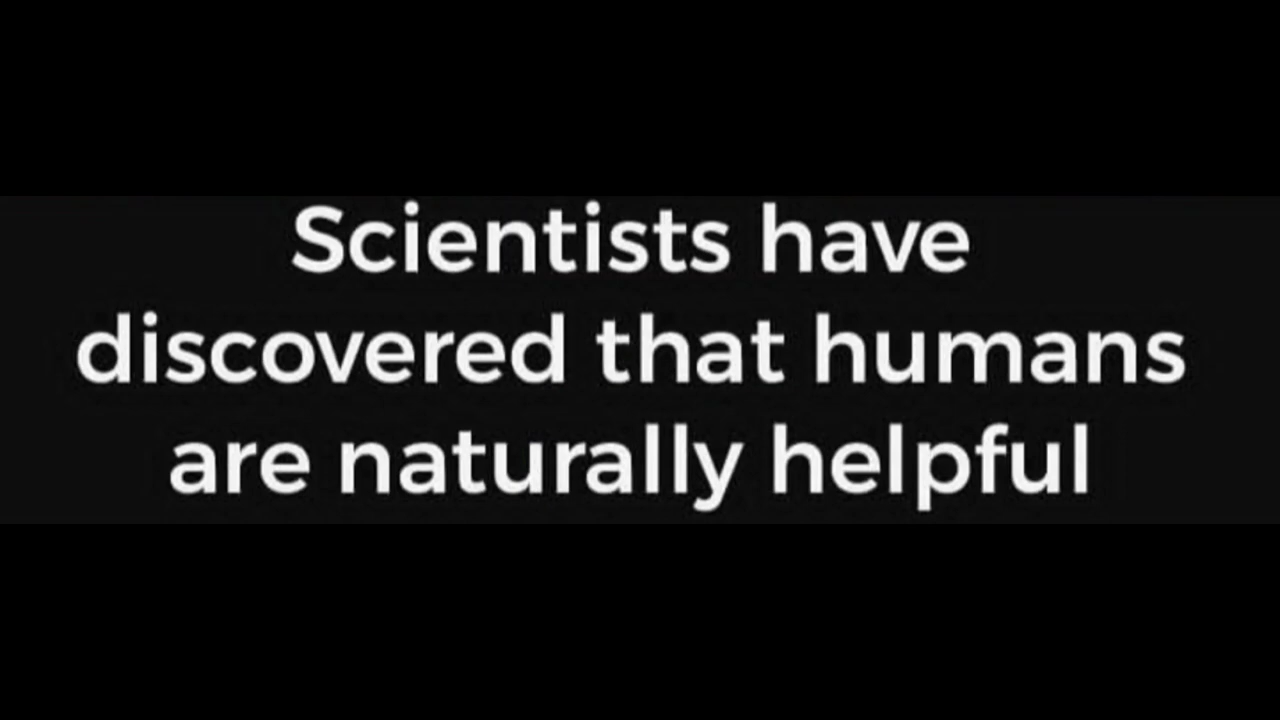 Scientists have
discovered that humans
are naturally helpful